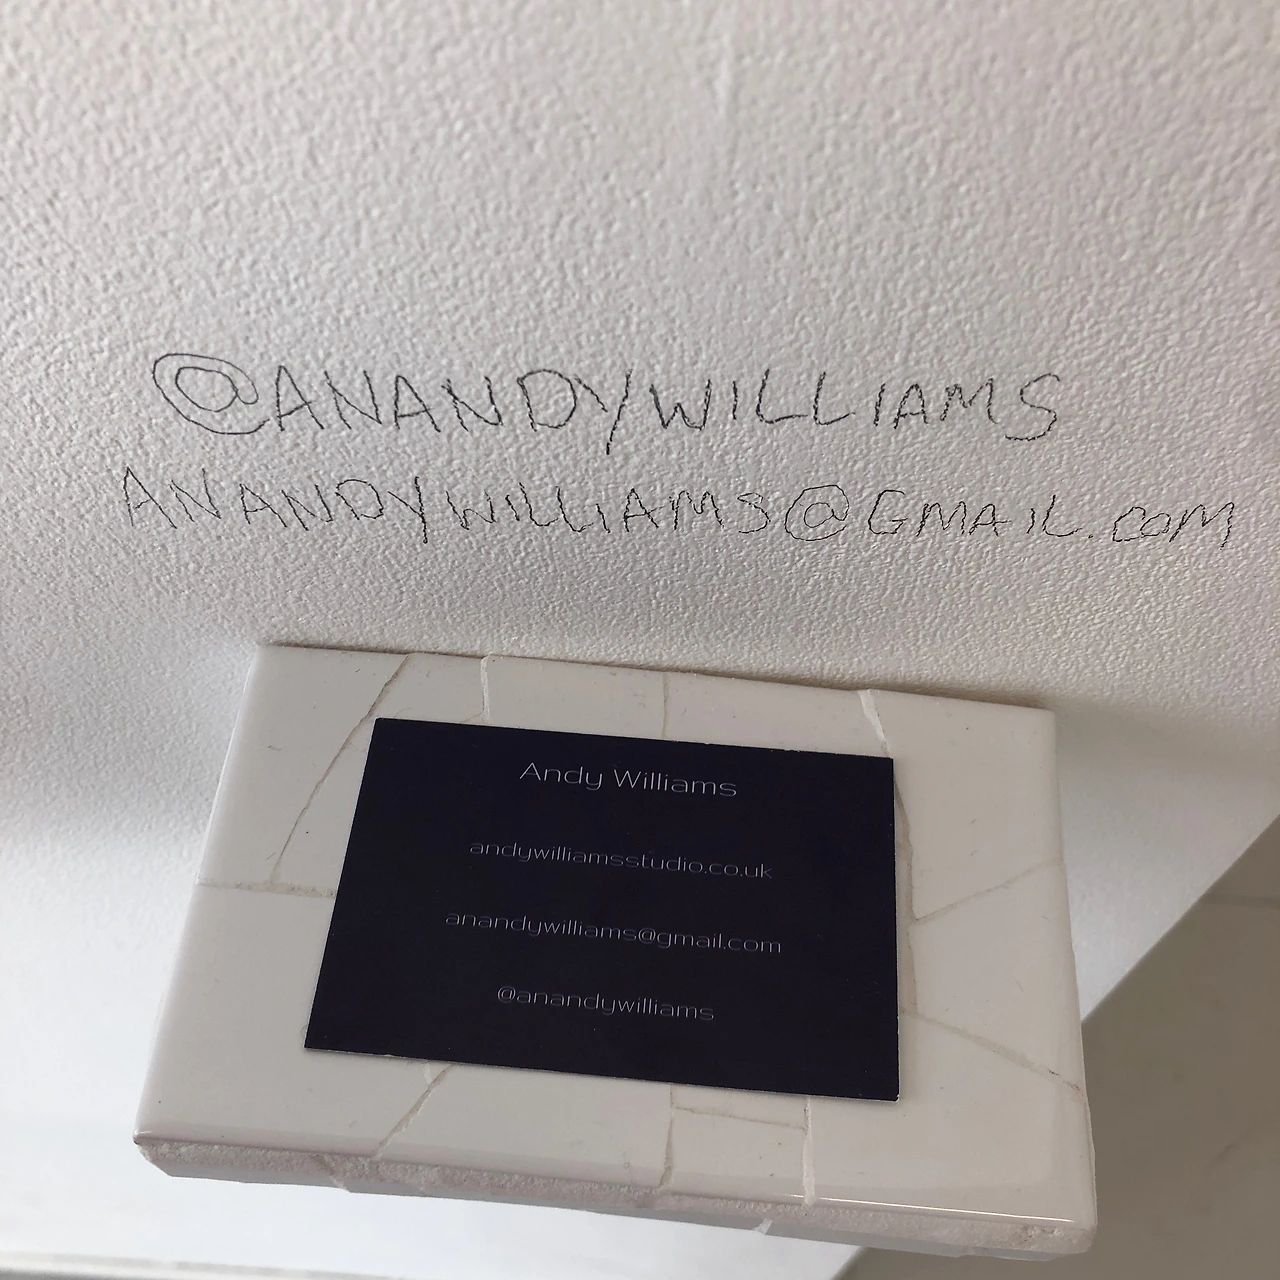 @ANANDYWILLIAMS
ANANDYWILLIAMS@GMAIL.COM
Andy Williams
andywilliamsstudio.co.uk
anandywilliams@gmail.com
@anandywilliams